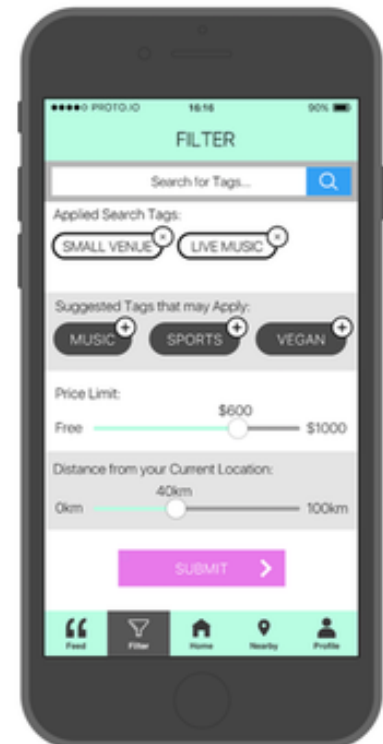 PROTO.IO 16:16 90%
FILTER
Search for Tags...
Applied Search Tags:
SMALL VENUE LIVE MUSIC
Suggested Tags that may Apply:
MUSIC SPORTS VEGAN
Price Limit:
$600
Free $1000
Distance from your Current Location:
40km
0km 100km
SUBMIT
Feed Filter Home Nearby Profile